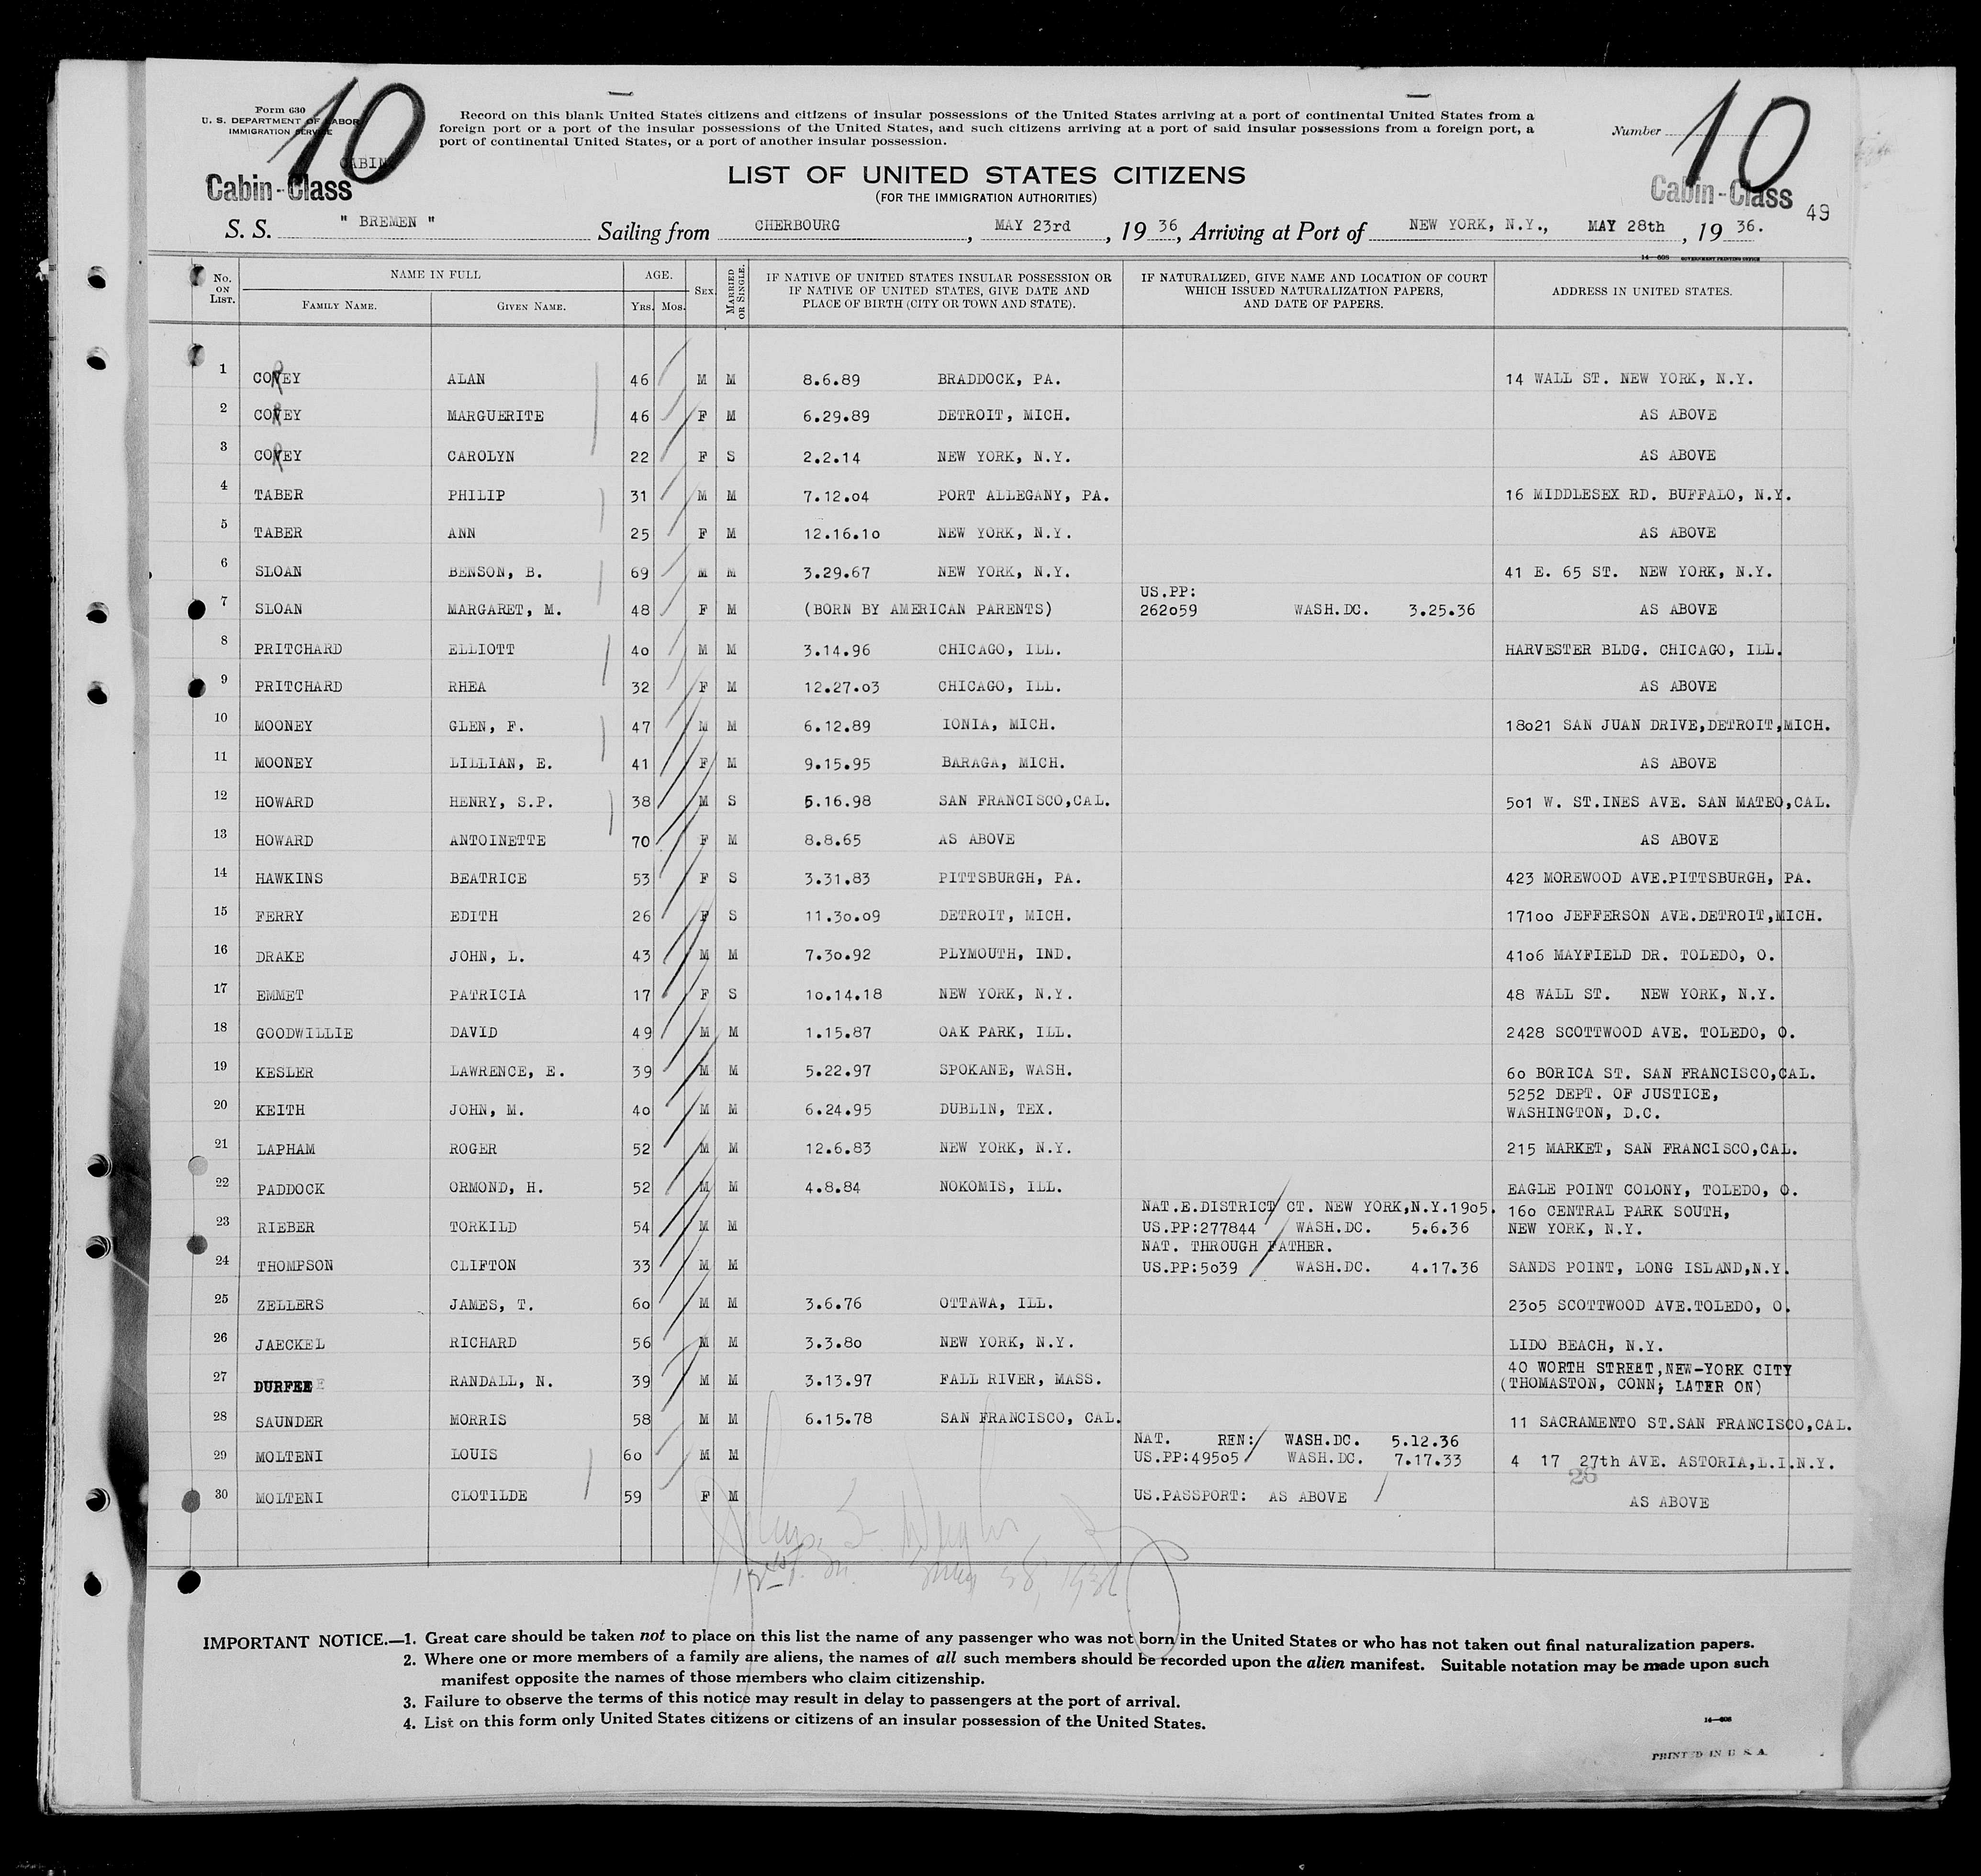 10
10
Form 630
U. S. DEPARTMENT OF LABOR
IMMIGRATION SERVICE
Record on this blank United States citizens and citizens of insular possessions of the United States arriving at a port of continental United States from a
foreign port or a port of the insular possessions of the United States, and such citizens arriving at a port of said insular possessions from a foreign port, a
port of continental United States, or a port of another insular possession.
Number
CABIN
Cabin-Class
LIST OF UNITED STATES CITIZENS
(FOR THE IMMIGRATION AUTHORITIES)
Cabin-Class
49
S. S. " BREMEN " Sailing from CHERBOURG, MAY 23rd, 19 36, Arriving at Port of NEW YORK, N.Y., MAY 28th, 19 36.
14—608 GOVERNMENT PRINTING OFFICE
No. ON LIST. NAME IN FULL AGE. SEX. MARRIED OR SINGLE. IF NATIVE OF UNITED STATES INSULAR POSSESSION OR IF NATIVE OF UNITED STATES, GIVE DATE AND PLACE OF BIRTH (CITY OR TOWN AND STATE). IF NATURALIZED, GIVE NAME AND LOCATION OF COURT WHICH ISSUED NATURALIZATION PAPERS, AND DATE OF PAPERS. ADDRESS IN UNITED STATES.
FAMILY NAME. GIVEN NAME. YRS. MOS.
1 COREY ALAN 46 M M 8.6.89 BRADDOCK, PA. 14 WALL ST. NEW YORK, N.Y.
2 COREY MARGUERITE 46 F M 6.29.89 DETROIT, MICH. AS ABOVE
3 COREY CAROLYN 22 F S 2.2.14 NEW YORK, N.Y. AS ABOVE
4 TABER PHILIP 31 M M 7.12.04 PORT ALLEGANY, PA. 16 MIDDLESEX RD. BUFFALO, N.Y.
5 TABER ANN 25 F M 12.16.10 NEW YORK, N.Y. AS ABOVE
6 SLOAN BENSON, B. 69 M M 3.29.67 NEW YORK, N.Y. 41 E. 65 ST. NEW YORK, N.Y.
US.PP:
7 SLOAN MARGARET, M. 48 F M (BORN BY AMERICAN PARENTS) 262059 WASH.DC. 3.25.36 AS ABOVE
8 PRITCHARD ELLIOTT 40 M M 3.14.96 CHICAGO, ILL. HARVESTER BLDG. CHICAGO, ILL.
9 PRITCHARD RHEA 32 F M 12.27.03 CHICAGO, ILL. AS ABOVE
10 MOONEY GLEN, F. 47 M M 6.12.89 IONIA, MICH. 18021 SAN JUAN DRIVE,DETROIT,MICH.
11 MOONEY LILLIAN, E. 41 F M 9.15.95 BARAGA, MICH. AS ABOVE
12 HOWARD HENRY, S.P. 38 M S 5.16.98 SAN FRANCISCO,CAL. 501 W. ST.INES AVE. SAN MATEO,CAL.
13 HOWARD ANTOINETTE 70 F M 8.8.65 AS ABOVE AS ABOVE
14 HAWKINS BEATRICE 53 F S 3.31.83 PITTSBURGH, PA. 423 MOREWOOD AVE.PITTSBURGH, PA.
15 FERRY EDITH 26 F S 11.30.09 DETROIT, MICH. 17100 JEFFERSON AVE.DETROIT,MICH.
16 DRAKE JOHN, L. 43 M M 7.30.92 PLYMOUTH, IND. 4106 MAYFIELD DR. TOLEDO, O.
17 EMMET PATRICIA 17 F S 10.14.18 NEW YORK, N.Y. 48 WALL ST. NEW YORK, N.Y.
18 GOODWILLIE DAVID 49 M M 1.15.87 OAK PARK, ILL. 2428 SCOTTWOOD AVE. TOLEDO, O.
19 KESLER LAWRENCE, E. 39 M M 5.22.97 SPOKANE, WASH. 60 BORICA ST. SAN FRANCISCO,CAL.
5252 DEPT. OF JUSTICE,
20 KEITH JOHN, M. 40 M M 6.24.95 DUBLIN, TEX. WASHINGTON, D.C.
21 LAPHAM ROGER 52 M M 12.6.83 NEW YORK, N.Y. 215 MARKET, SAN FRANCISCO,CAL.
22 PADDOCK ORMOND, H. 52 M M 4.8.84 NOKOMIS, ILL. EAGLE POINT COLONY, TOLEDO, O.
NAT.E.DISTRICT CT. NEW YORK,N.Y.1905. 160 CENTRAL PARK SOUTH,
23 RIEBER TORKILD 54 M M US.PP:277844 WASH.DC. 5.6.36 NEW YORK, N.Y.
NAT. THROUGH FATHER.
24 THOMPSON CLIFTON 33 M M US.PP:5039 WASH.DC. 4.17.36 SANDS POINT, LONG ISLAND,N.Y.
25 ZELLERS JAMES, T. 60 M M 3.6.76 OTTAWA, ILL. 2305 SCOTTWOOD AVE.TOLEDO, O.
26 JAECKEL RICHARD 56 M M 3.3.80 NEW YORK, N.Y. LIDO BEACH, N.Y.
40 WORTH STREET,NEW-YORK CITY
27 DURFEE RANDALL, N. 39 M M 3.13.97 FALL RIVER, MASS. (THOMASTON, CONN; LATER ON)
28 SAUNDER MORRIS 58 M M 6.15.78 SAN FRANCISCO, CAL. 11 SACRAMENTO ST.SAN FRANCISCO,CAL.
NAT. REN: WASH.DC. 5.12.36
29 MOLTENI LOUIS 60 M M US.PP:49505 WASH.DC. 7.17.33 4 17 27th AVE. ASTORIA,L.I.N.Y.
26
30 MOLTENI CLOTILDE 59 F M US.PASSPORT: AS ABOVE AS ABOVE
IMPORTANT NOTICE.—1. Great care should be taken not to place on this list the name of any passenger who was not born in the United States or who has not taken out final naturalization papers.
2. Where one or more members of a family are aliens, the names of all such members should be recorded upon the alien manifest. Suitable notation may be made upon such
manifest opposite the names of those members who claim citizenship.
3. Failure to observe the terms of this notice may result in delay to passengers at the port of arrival.
4. List on this form only United States citizens or citizens of an insular possession of the United States.
14—608
PRINTED IN U. S. A.